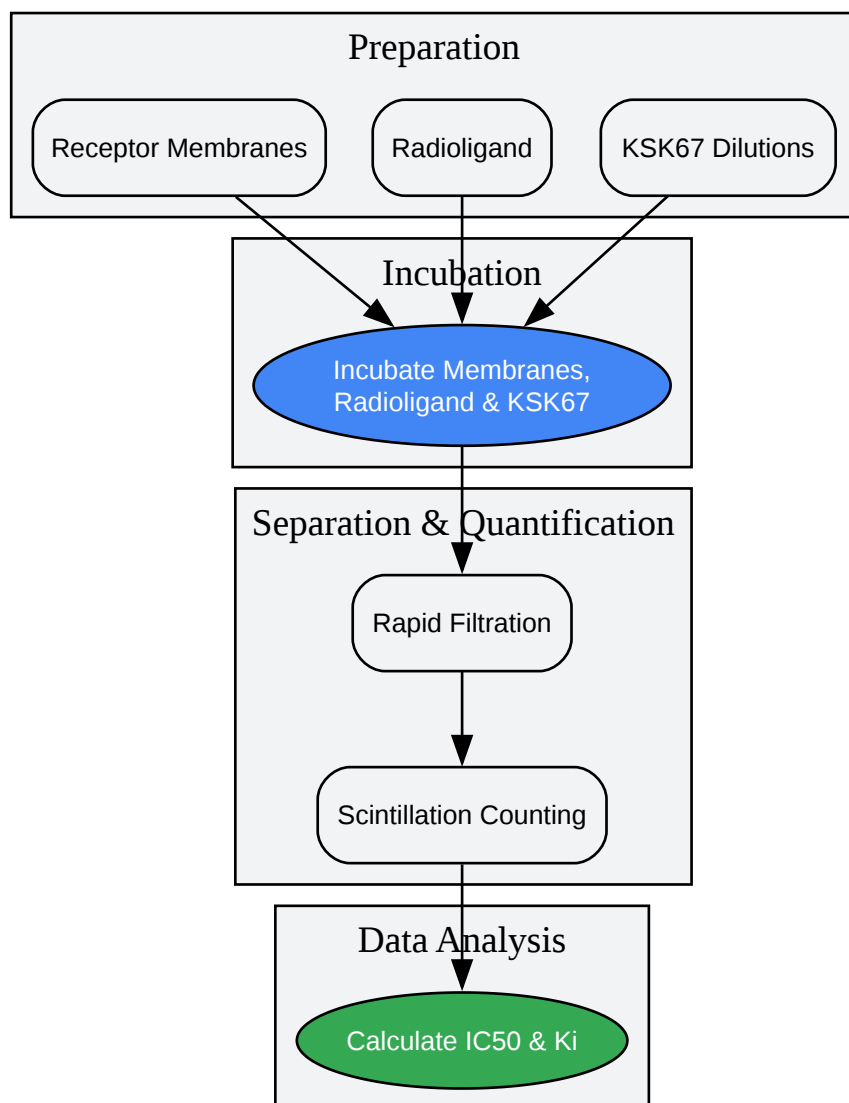 Preparation
Receptor Membranes
Radioligand
KSK67 Dilutions
Incubation
Incubate Membranes,
Radioligand & KSK67
Separation & Quantification
Rapid Filtration
Scintillation Counting
Data Analysis
Calculate IC50 & Ki